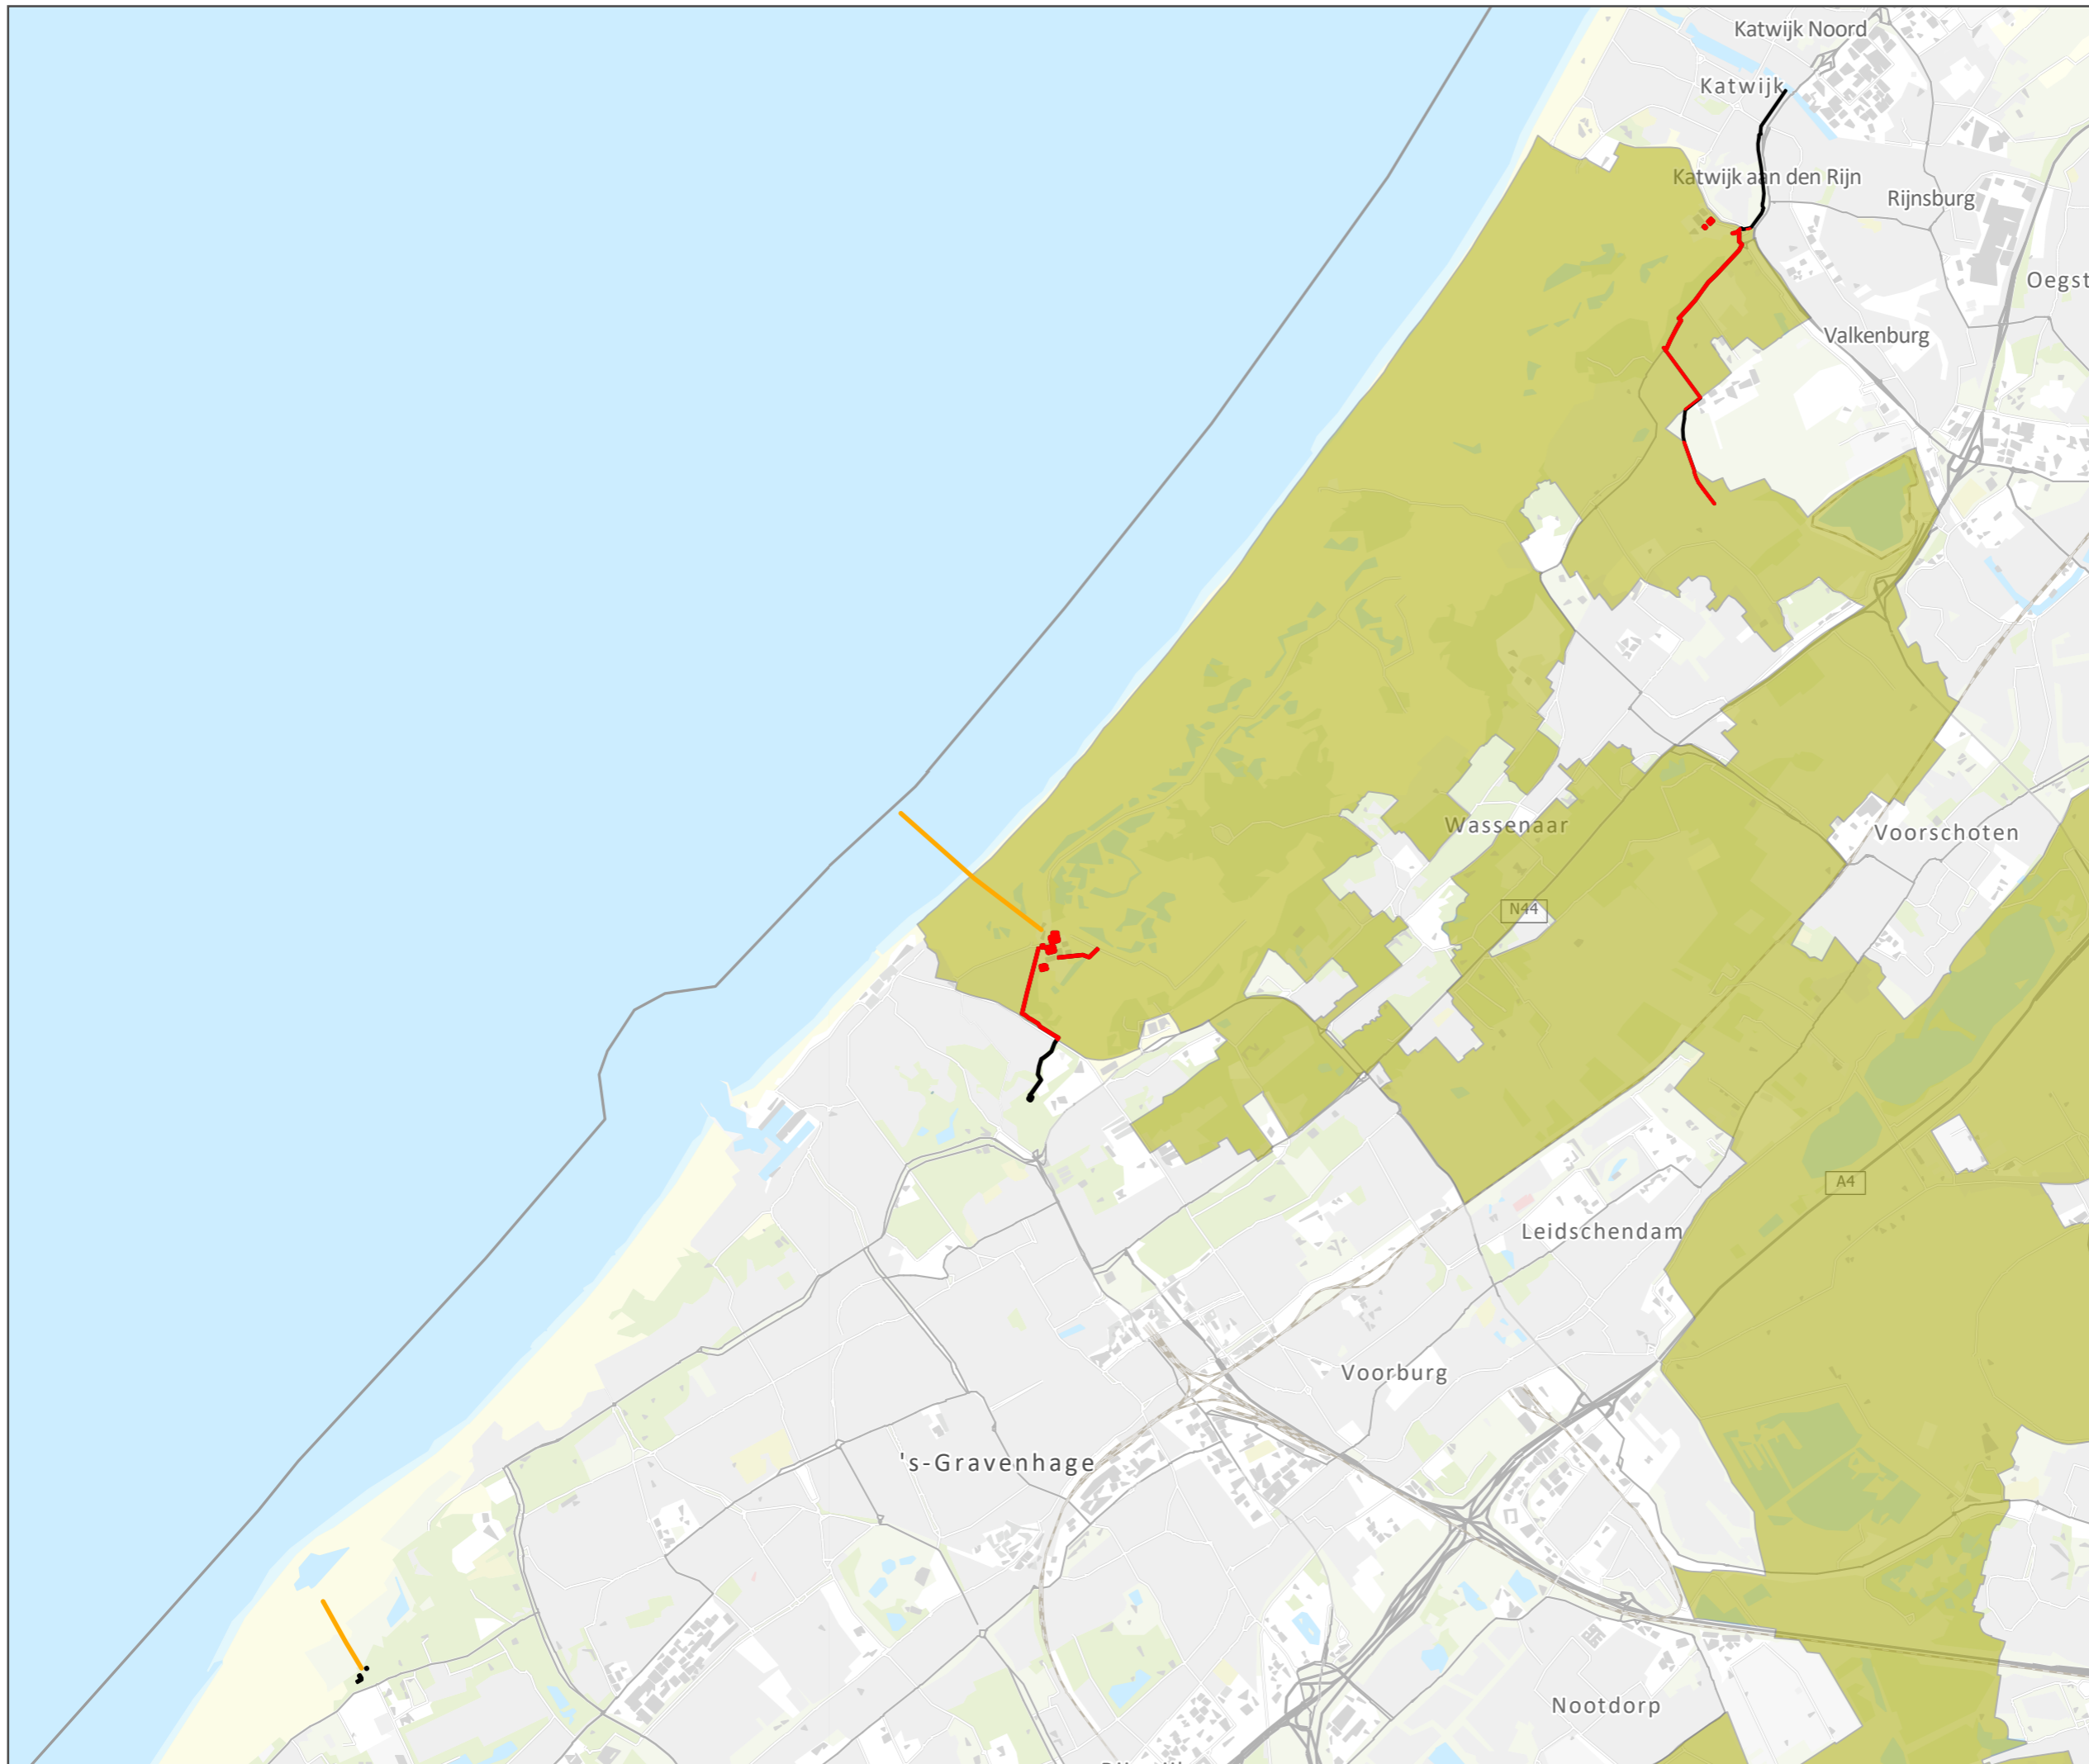 Katwijk Noord
Katwijk
Katwijk aan den Rijn
Rijnsburg
Oegst
Valkenburg
Wassenaar
Voorschoten
N44
A4
Leidschendam
Voorburg
's-Gravenhage
Nootdorp